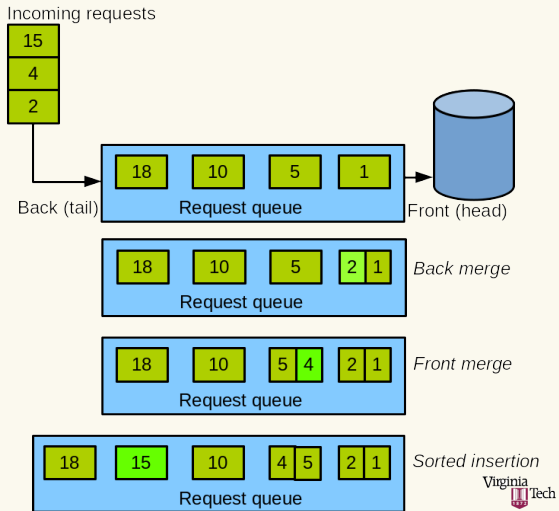 Incoming requests
15
4
2
18 10 5 1
Back (tail)
Request queue
Front (head)
18 10 5 2 1
Back merge
Request queue
18 10 5 4 2 1
Front merge
Request queue
18 15 10 4 5 2 1
Sorted insertion
Request queue
Virginia
Tech